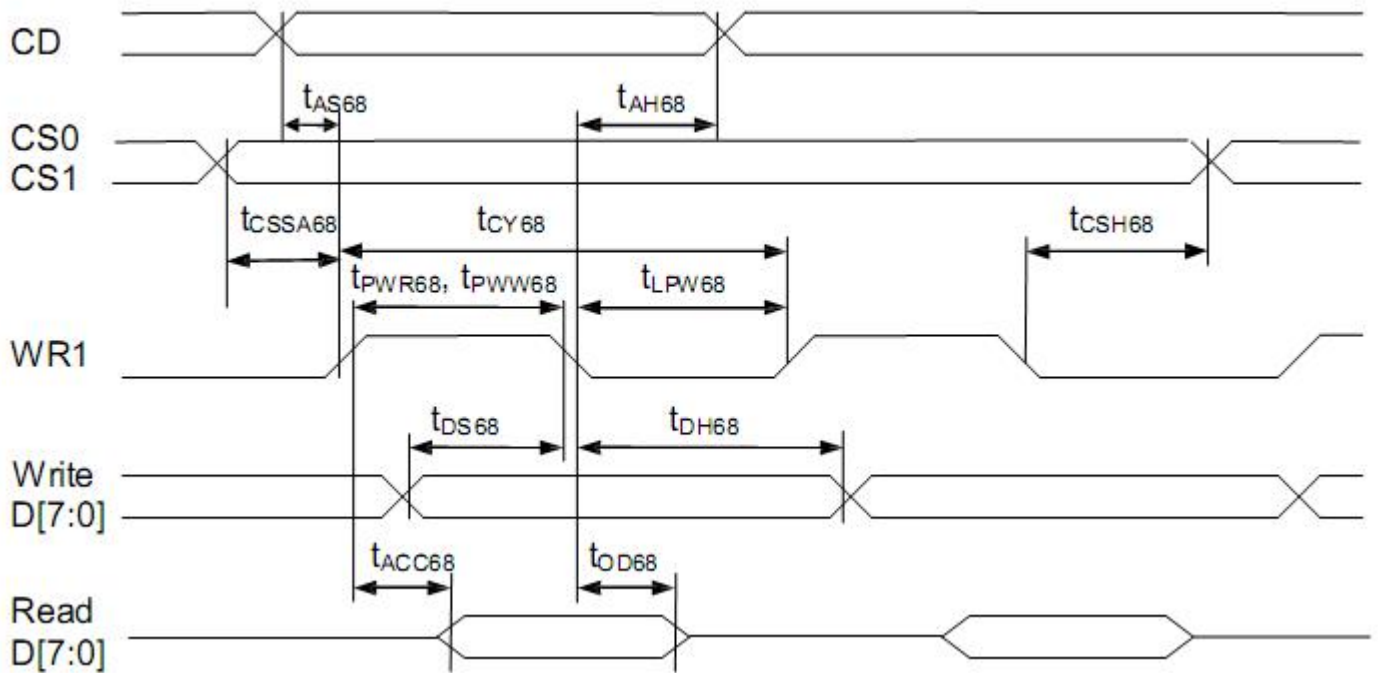 CD
tAS68
tAH68
CS0
CS1
tCSSA68
tCY68
tCSH68
tPWR68, tPWW68
tLPW68
WR1
tDS68
tDH68
Write
D[7:0]
tACC68
tOD68
Read
D[7:0]